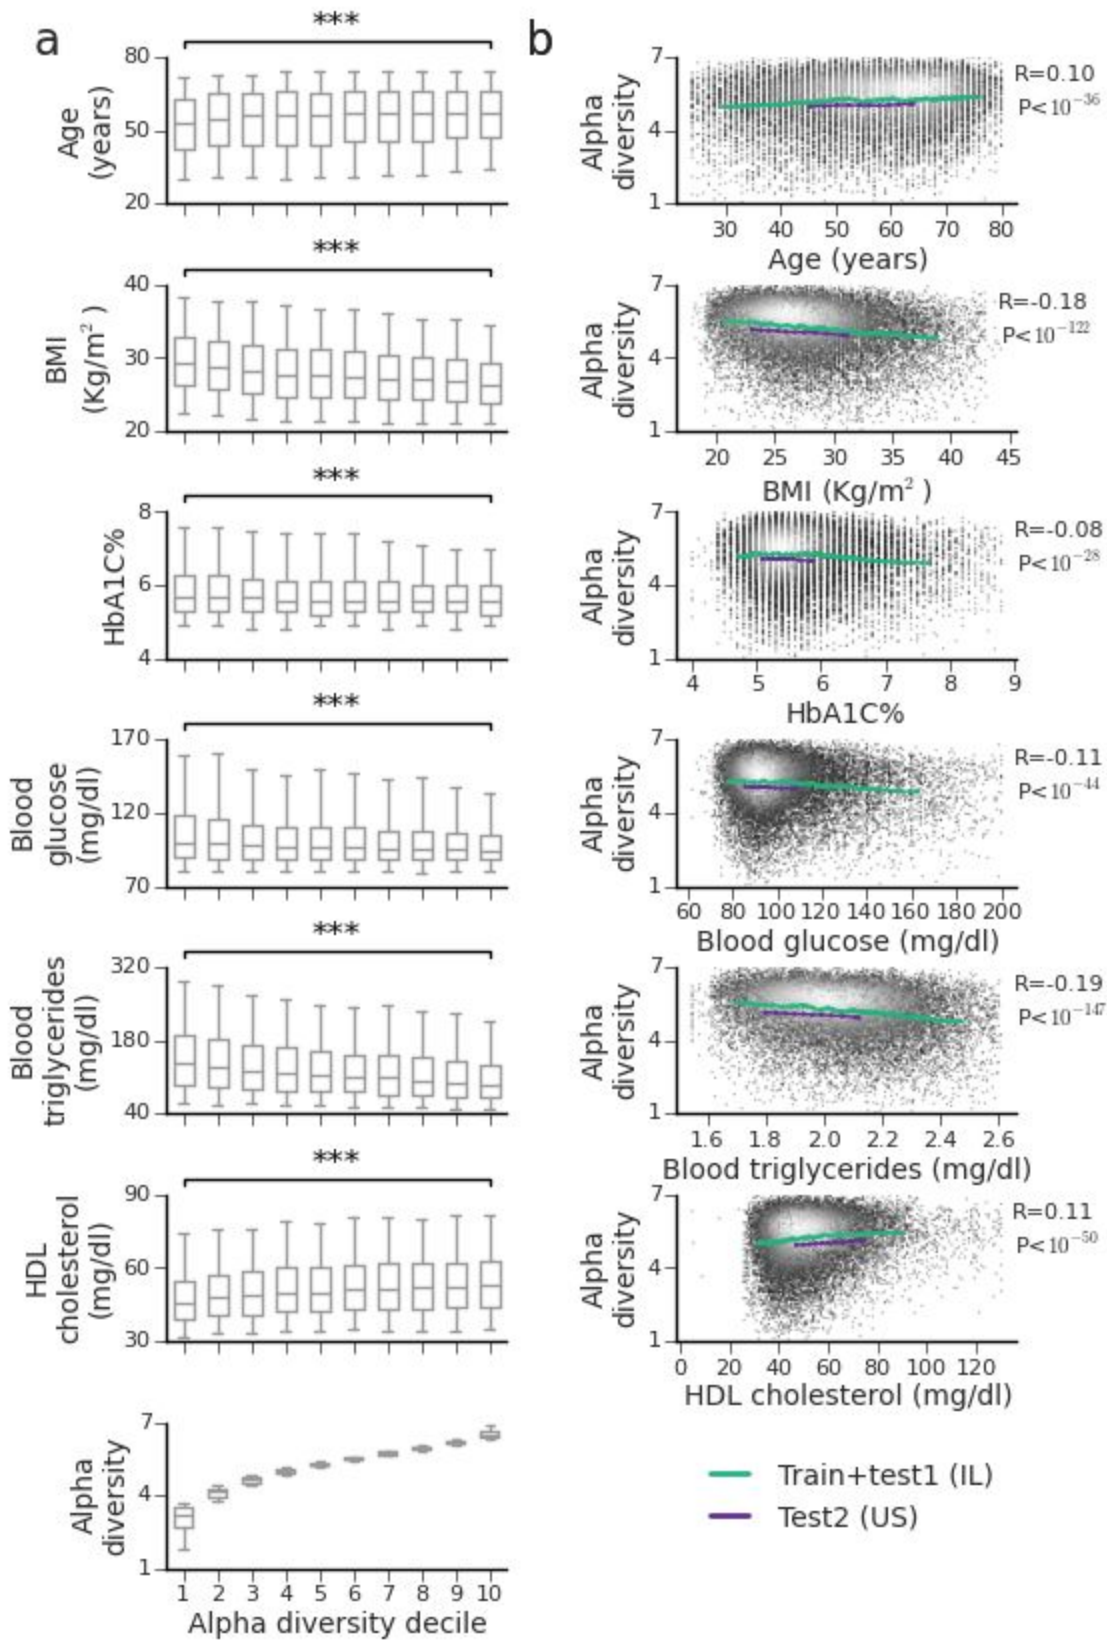 a
***
80
50
20
Age
(years)
***
40
30
20
BMI
(Kg/m²)
***
8
6
4
HbA1C%
***
170
120
70
Blood
glucose
(mg/dl)
***
320
180
40
Blood
triglycerides
(mg/dl)
***
90
60
30
HDL
cholesterol
(mg/dl)
7
4
1
Alpha
diversity
1 2 3 4 5 6 7 8 9 10
Alpha diversity decile
b
7
4
1
Alpha
diversity
R=0.10
P<10⁻³⁶
30 40 50 60 70 80
Age (years)
7
4
1
Alpha
diversity
R=-0.18
P<10⁻¹²²
20 25 30 35 40 45
BMI (Kg/m²)
7
4
1
Alpha
diversity
R=-0.08
P<10⁻²⁸
4 5 6 7 8 9
HbA1C%
7
4
1
Alpha
diversity
R=-0.11
P<10⁻⁴⁴
60 80 100 120 140 160 180 200
Blood glucose (mg/dl)
7
4
1
Alpha
diversity
R=-0.19
P<10⁻¹⁴⁷
1.6 1.8 2.0 2.2 2.4 2.6
Blood triglycerides (mg/dl)
7
4
1
Alpha
diversity
R=0.11
P<10⁻⁵⁰
0 20 40 60 80 100 120
HDL cholesterol (mg/dl)
Train+test1 (IL)
Test2 (US)